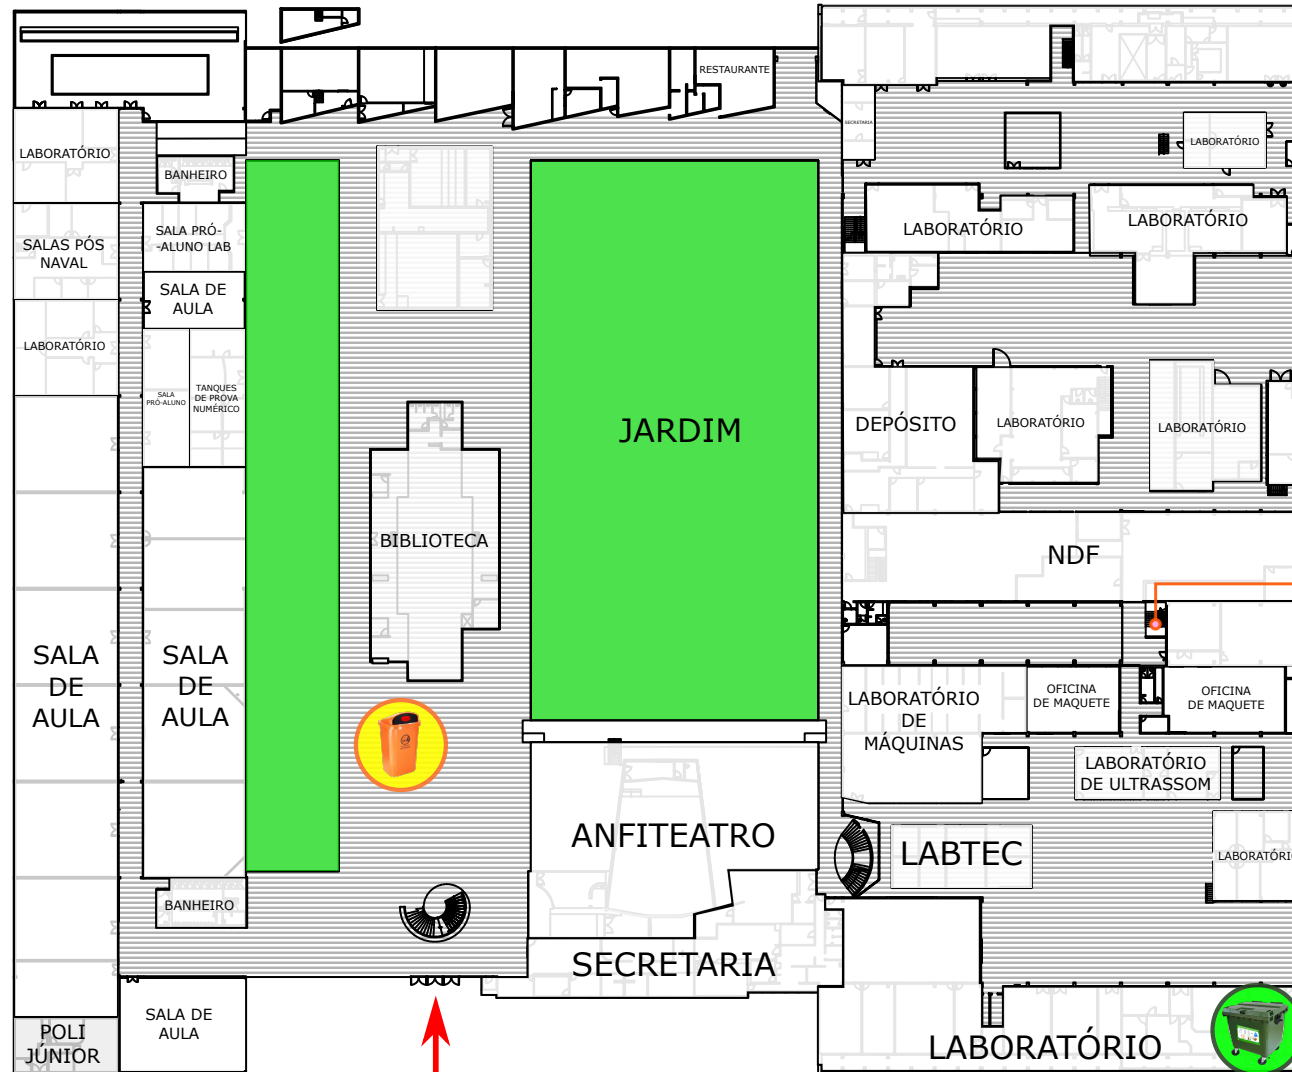 RESTAURANTE
SECRETARIA
LABORATÓRIO
LABORATÓRIO
BANHEIRO
SALA PRÓ-
-ALUNO LAB
SALAS PÓS
NAVAL
LABORATÓRIO
LABORATÓRIO
SALA DE
AULA
LABORATÓRIO
SALA
PRÓ-ALUNO
TANQUES
DE PROVA
NUMÉRICO
JARDIM
DEPÓSITO
LABORATÓRIO
LABORATÓRIO
BIBLIOTECA
NDF
SALA
DE
AULA
SALA
DE
AULA
LABORATÓRIO
DE
MÁQUINAS
OFICINA
DE MAQUETE
OFICINA
DE MAQUETE
LABORATÓRIO
DE ULTRASSOM
ANFITEATRO
LABTEC
LABORATÓRIO
BANHEIRO
SECRETARIA
SALA DE
AULA
POLI
JÚNIOR
LABORATÓRIO